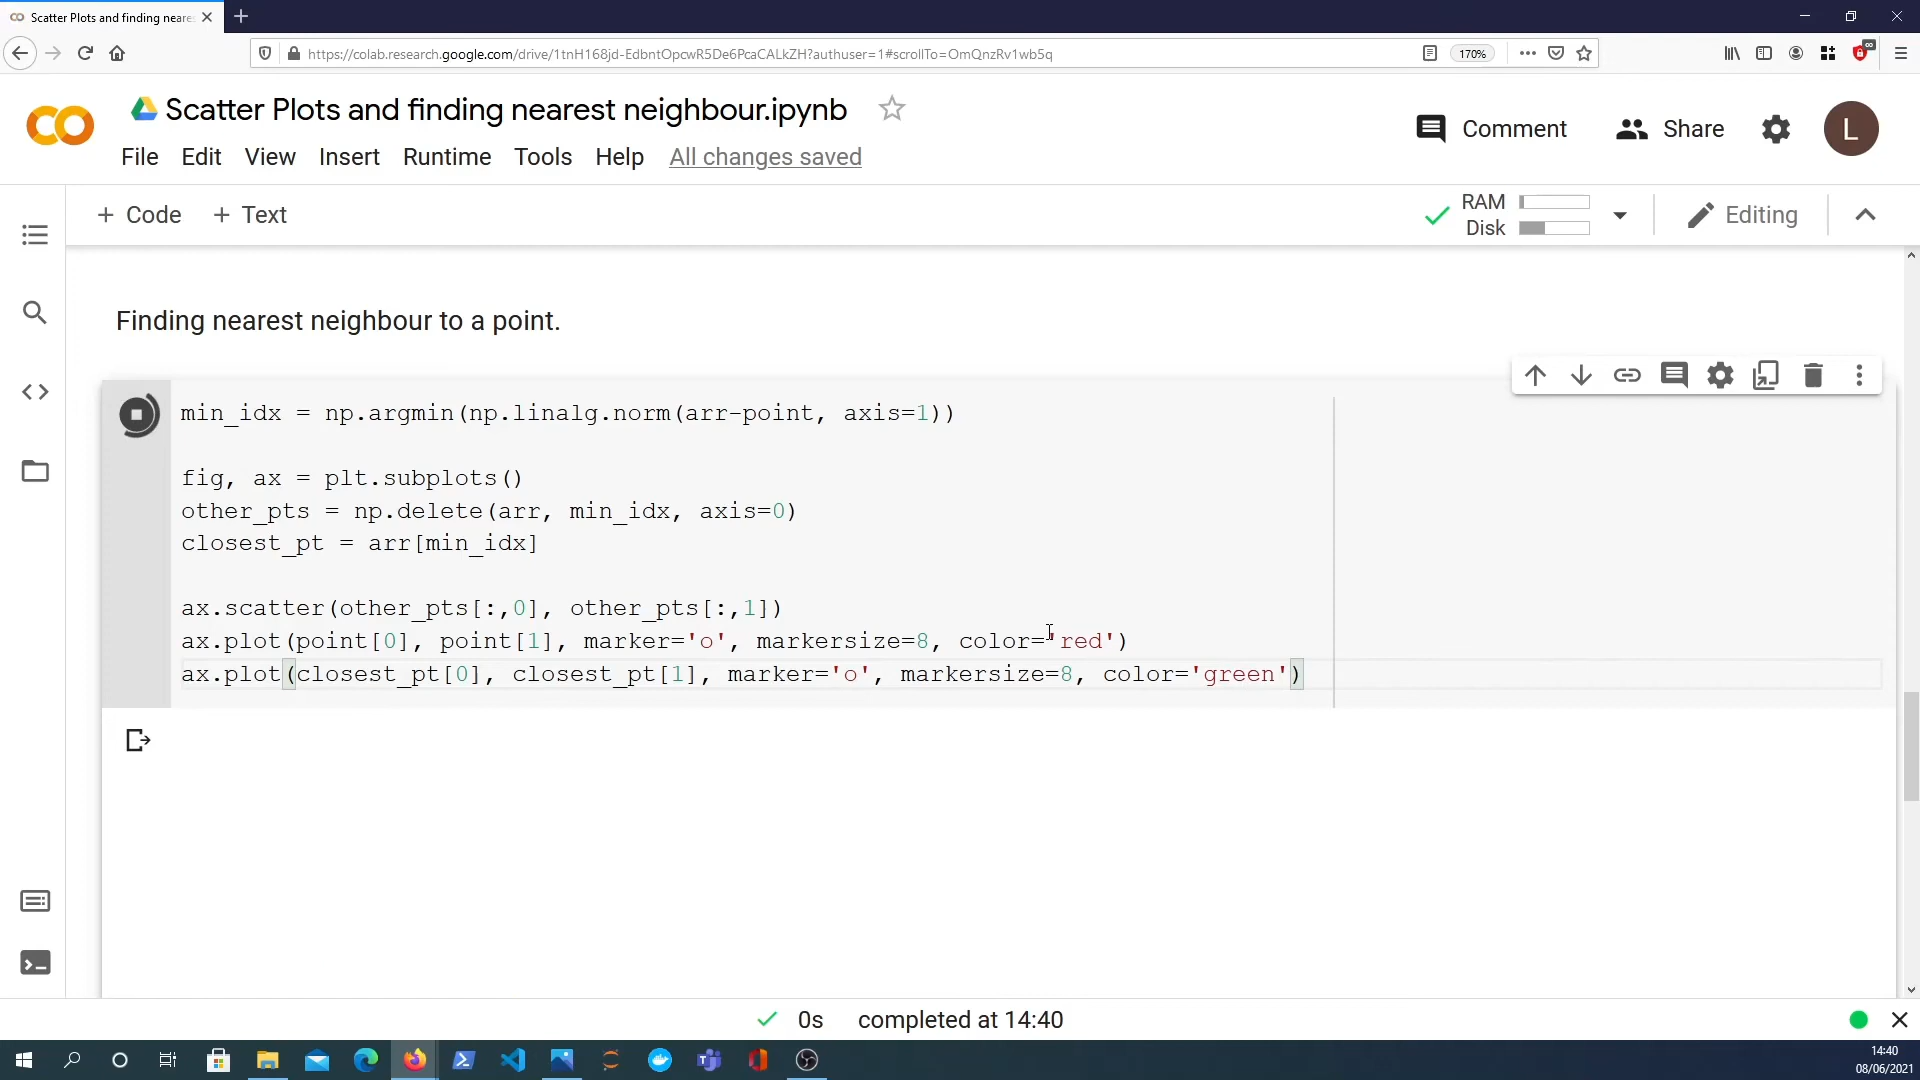 Scatter Plots and finding neare
https://colab.research.google.com/drive/1tnH168jd-EdbntOpcwR5De6PcaCALkZH?authuser=1#scrollTo=OmQnzRv1wb5q
170%
Scatter Plots and finding nearest neighbour.ipynb
Comment
Share
L
File Edit View Insert Runtime Tools Help All changes saved
+ Code + Text
RAM
Disk
Editing
Finding nearest neighbour to a point.
min_idx = np.argmin(np.linalg.norm(arr-point, axis=1))
fig, ax = plt.subplots()
other_pts = np.delete(arr, min_idx, axis=0)
closest_pt = arr[min_idx]
ax.scatter(other_pts[:,0], other_pts[:,1])
ax.plot(point[0], point[1], marker='o', markersize=8, color='red')
ax.plot(closest_pt[0], closest_pt[1], marker='o', markersize=8, color='green')
0s completed at 14:40
14:40
08/06/2021